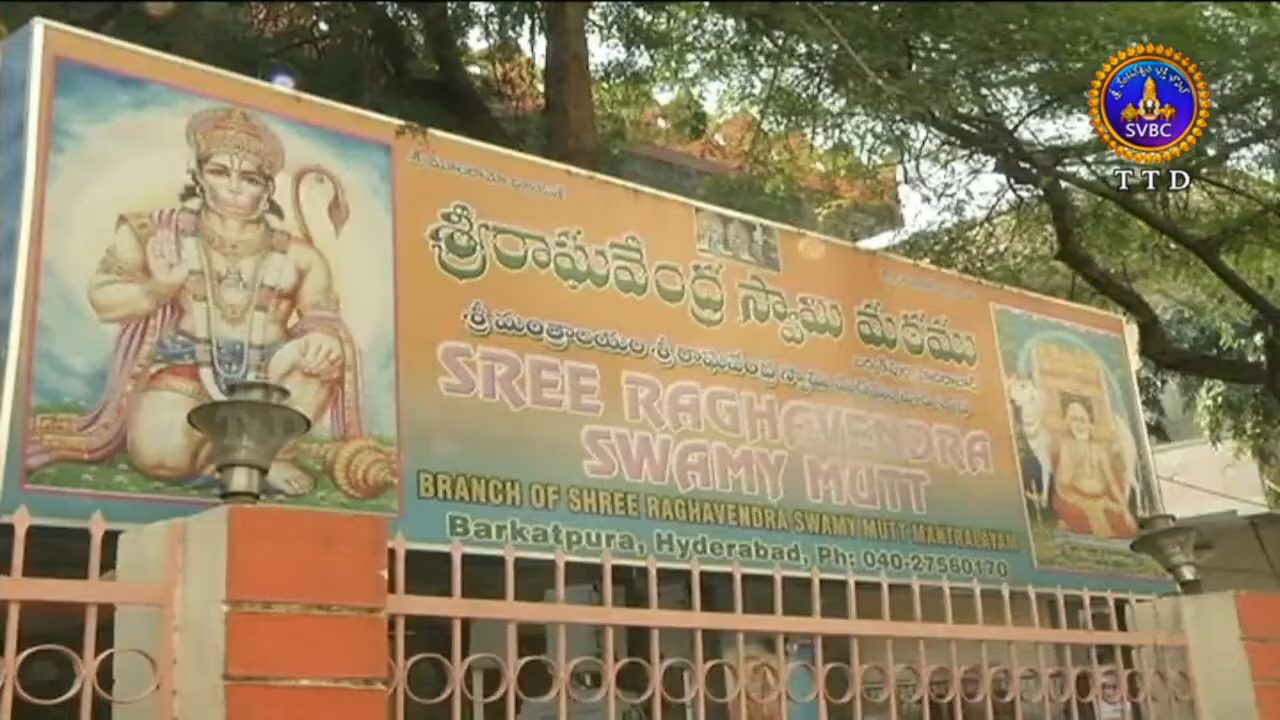 శ్రీరాఘవేంద్ర స్వామి మఠము
శ్రీ మంత్రాలయం శ్రీ రాఘవేంద్ర స్వామి
SREE RAGHAVENDRA
SWAMY MUTT
BRANCH OF SHREE RAGHAVENDRA SWAMY MUTT MANTRALAYAM
Barkatpura, Hyderabad, Ph: 040-27560170
SVBC
TTD